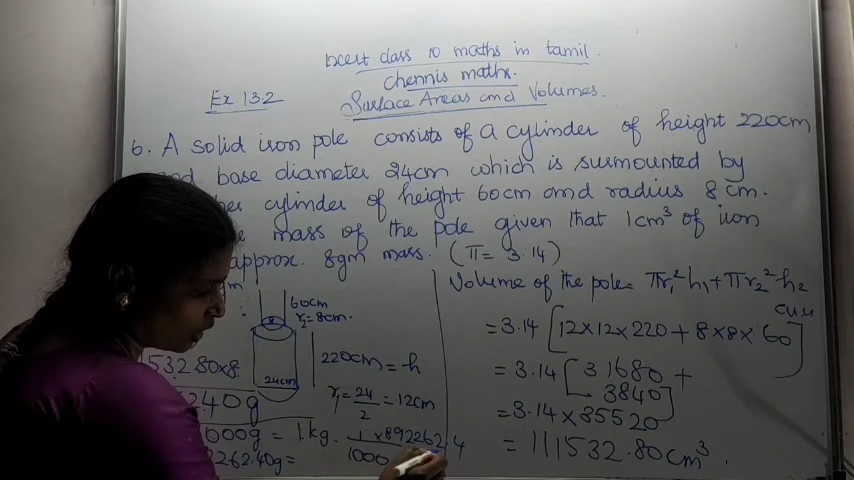 Ncert class 10 maths in tamil
chennis maths.
Ex 13.2
Surface Areas and Volumes.
6. A solid iron pole consists of a cylinder of height 220cm
base diameter 24cm which is surmounted by
cylinder of height 60cm and radius 8cm.
mass of the pole given that 1cm³ of iron
approx. 8gm mass. (π = 3.14)
Volume of the pole = πr₁²h₁+πr₂²h₂
60cm
r₂=8cm.
8
= 3.14 [12×12×220 + 8×8×60]
532.80×8
24cm
220cm = h
= 3.14 [31680 +
3840]
240g
r₁ = 24/2 = 12cm
= 3.14 × 35520
000g = 1kg.
1/1000 × 892262.4
262.40g =
= 111532.80cm³.